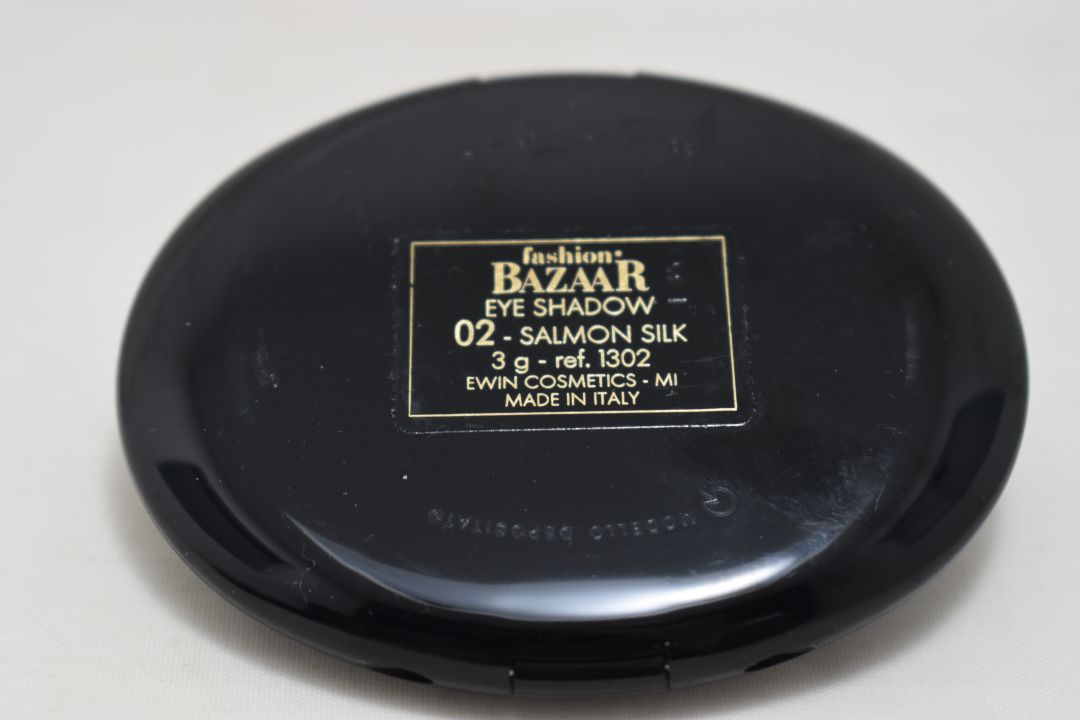 fashion•
BAZAAR
EYE SHADOW
02 - SALMON SILK
3 g - ref. 1302
EWIN COSMETICS - MI
MADE IN ITALY
MODELLO DEPOSITATO